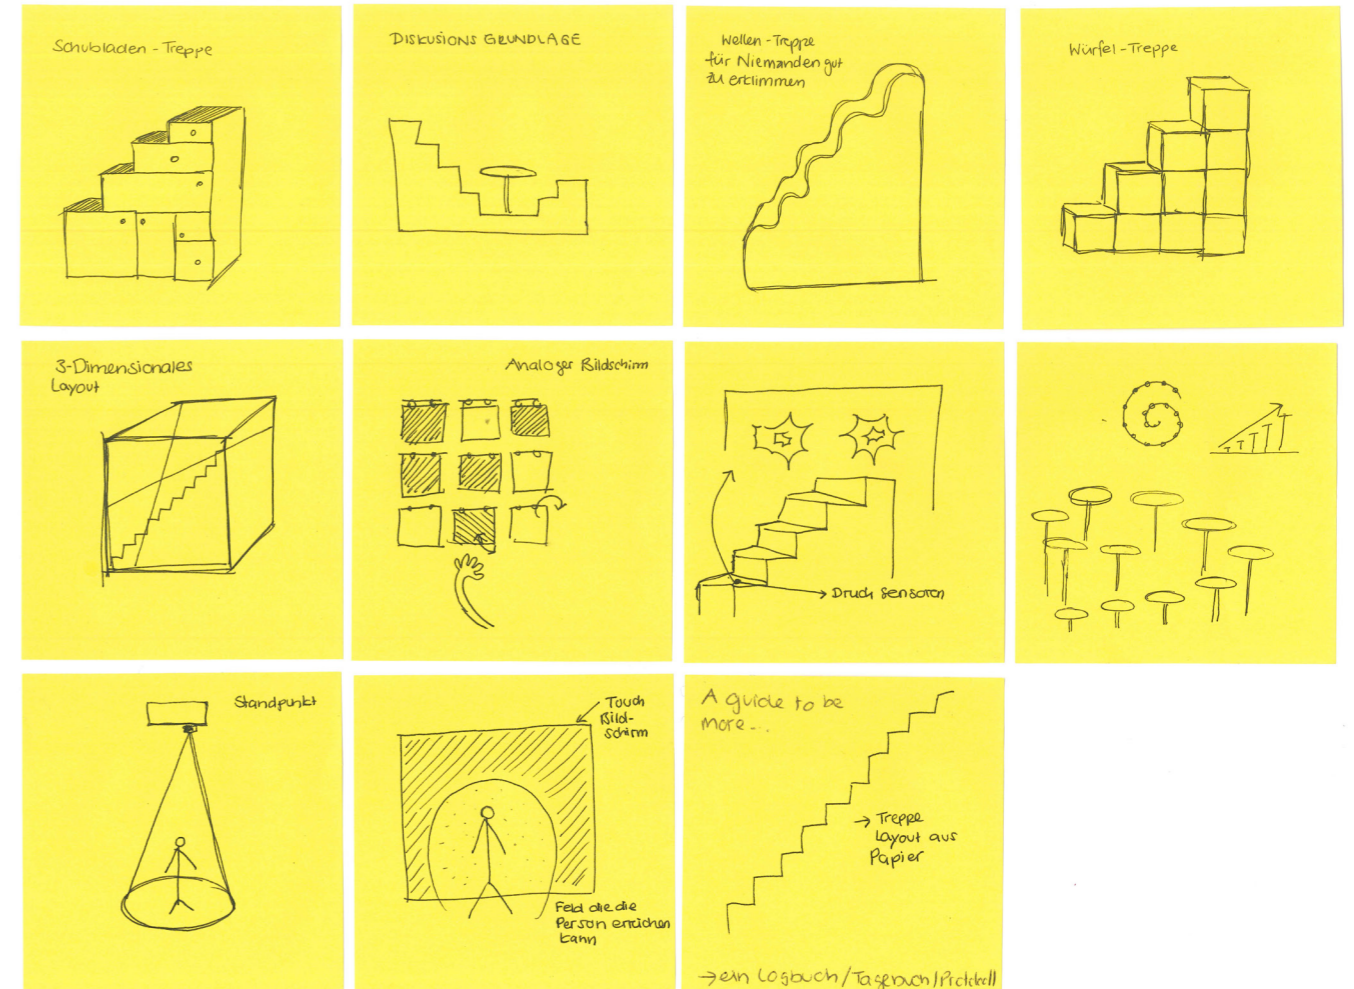 Schubladen-Treppe
DISKUSIONS GRUNDLAGE
Wellen-Treppe
für Niemanden gut
zu erklimmen
Würfel-Treppe
3-Dimensionales
Layout
Analoger Bildschirm
Druck sensoren
Standpunkt
Touch
Bild-
schirm
Feld die die
Person erreichen
kann
A guide to be
more...
→ Treppe
Layout aus
Papier
→ ein Logbuch/Tagebuch/Protokoll